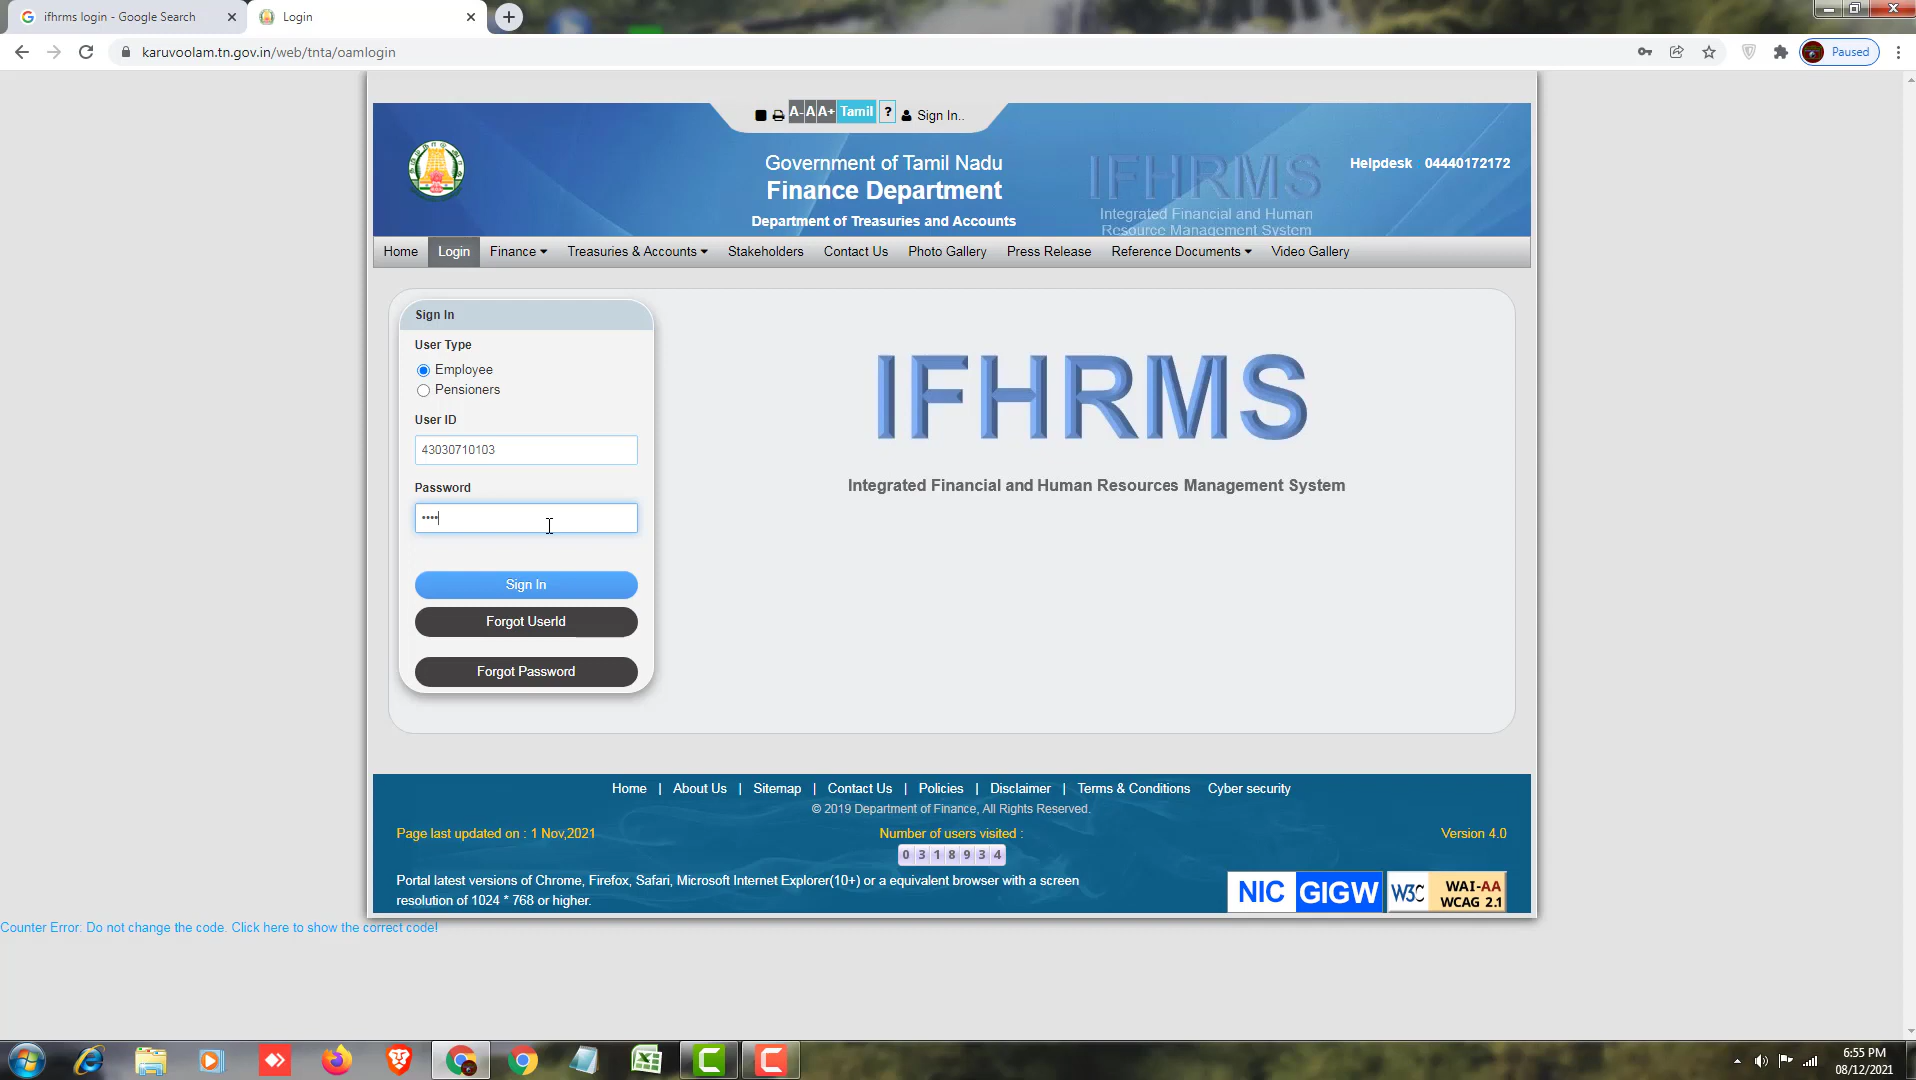 ifhrms login - Google Search
Login
karuvoolam.tn.gov.in/web/tnta/oamlogin
Paused
A- A A+ Tamil ? Sign In..
Government of Tamil Nadu
Finance Department
Department of Treasuries and Accounts
IFHRMS
Integrated Financial and Human
Resource Management System
Helpdesk 04440172172
Home Login Finance Treasuries & Accounts Stakeholders Contact Us Photo Gallery Press Release Reference Documents Video Gallery
Sign In
User Type
Employee
Pensioners
User ID
43030710103
Password
••••
Sign In
Forgot UserId
Forgot Password
IFHRMS
Integrated Financial and Human Resources Management System
Home | About Us | Sitemap | Contact Us | Policies | Disclaimer | Terms & Conditions Cyber security
© 2019 Department of Finance, All Rights Reserved.
Page last updated on : 1 Nov,2021
Number of users visited :
Version 4.0
0318934
Portal latest versions of Chrome, Firefox, Safari, Microsoft Internet Explorer(10+) or a equivalent browser with a screen
resolution of 1024 * 768 or higher.
NIC GIGW W3C WAI-AA
WCAG 2.1
Counter Error: Do not change the code. Click here to show the correct code!
6:55 PM
08/12/2021